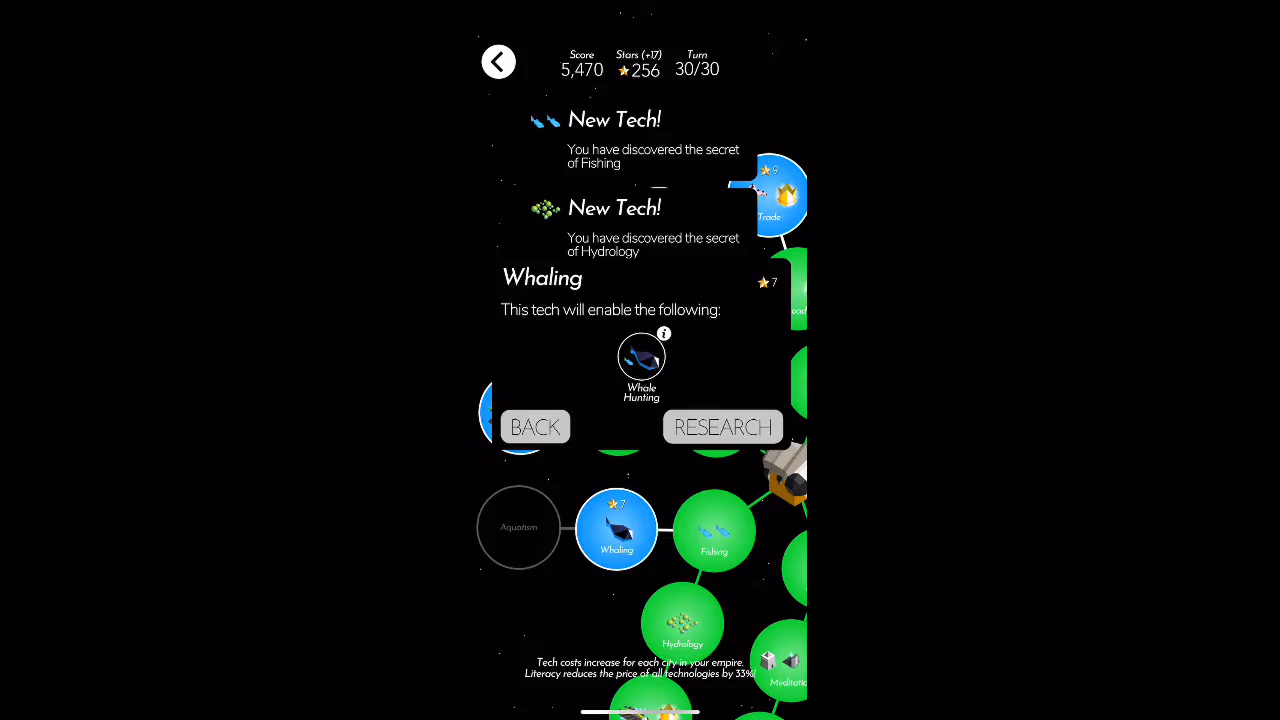 Score
Stars (+17)
Turn
5,470
256
30/30
New Tech!
You have discovered the secret
of Fishing
9
Trade
New Tech!
You have discovered the secret
of Hydrology
Whaling
7
This tech will enable the following:
i
Whale
Hunting
BACK
RESEARCH
7
Aquatism
Whaling
Fishing
Hydrology
Tech costs increase for each city in your empire.
Literacy reduces the price of all technologies by 33%!